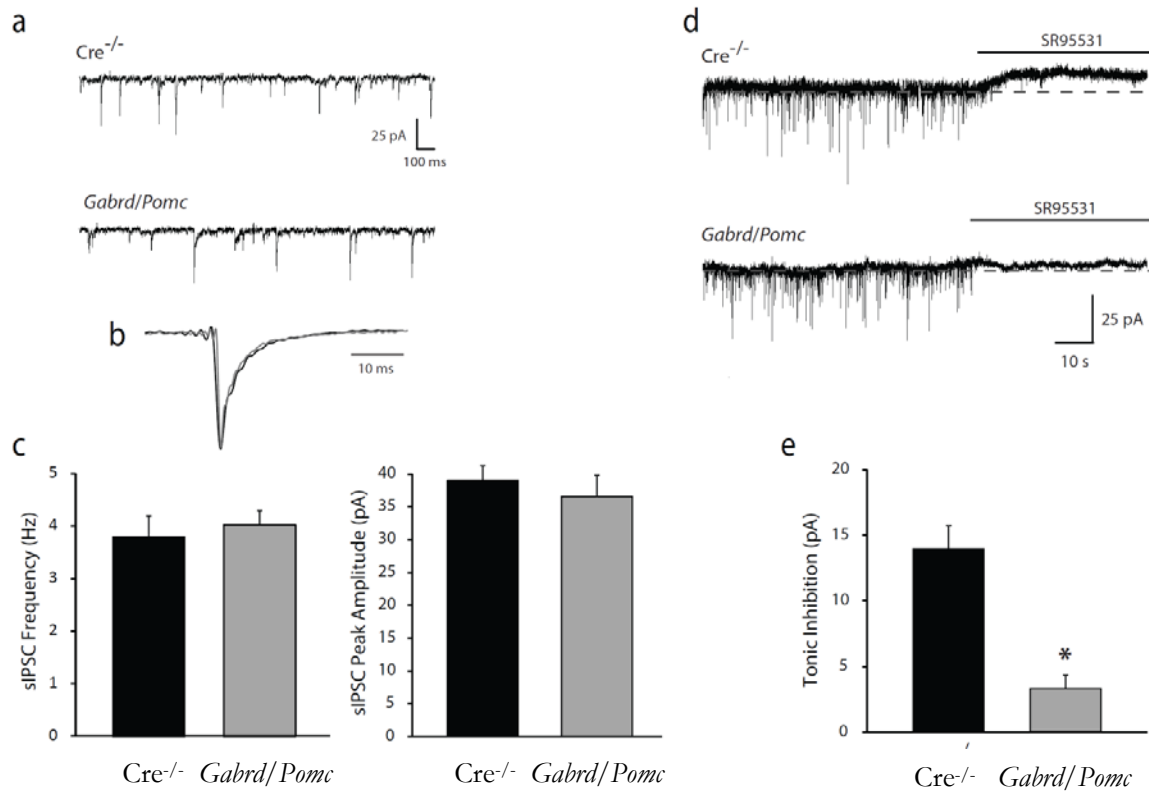 a
Cre-/-
25 pA
100 ms
Gabrd/Pomc
b
10 ms
c
sIPSC Frequency (Hz)
5
4
3
2
1
0
Cre-/- Gabrd/Pomc
sIPSC Peak Amplitude (pA)
40
35
30
25
20
15
10
5
0
Cre-/- Gabrd/Pomc
d
Cre-/-
SR95531
Gabrd/Pomc
SR95531
25 pA
10 s
e
Tonic Inhibition (pA)
20
15
10
5
0
*
Cre-/- Gabrd/Pomc